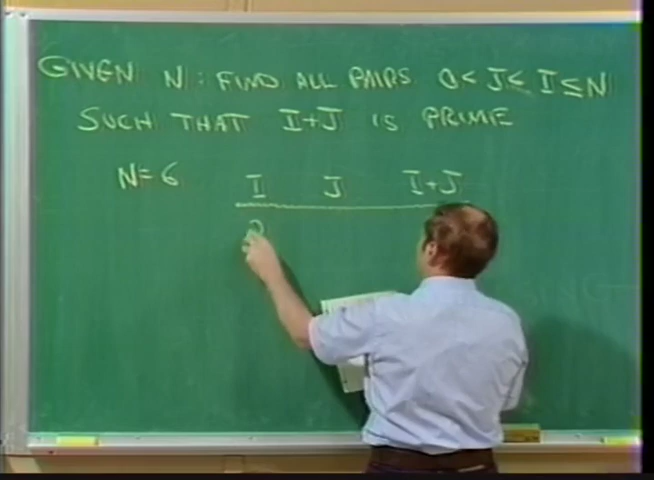 GIVEN N : FIND ALL PAIRS 0 < J < I ≤ N
SUCH THAT I+J IS PRIME
N = 6 I J I+J
2